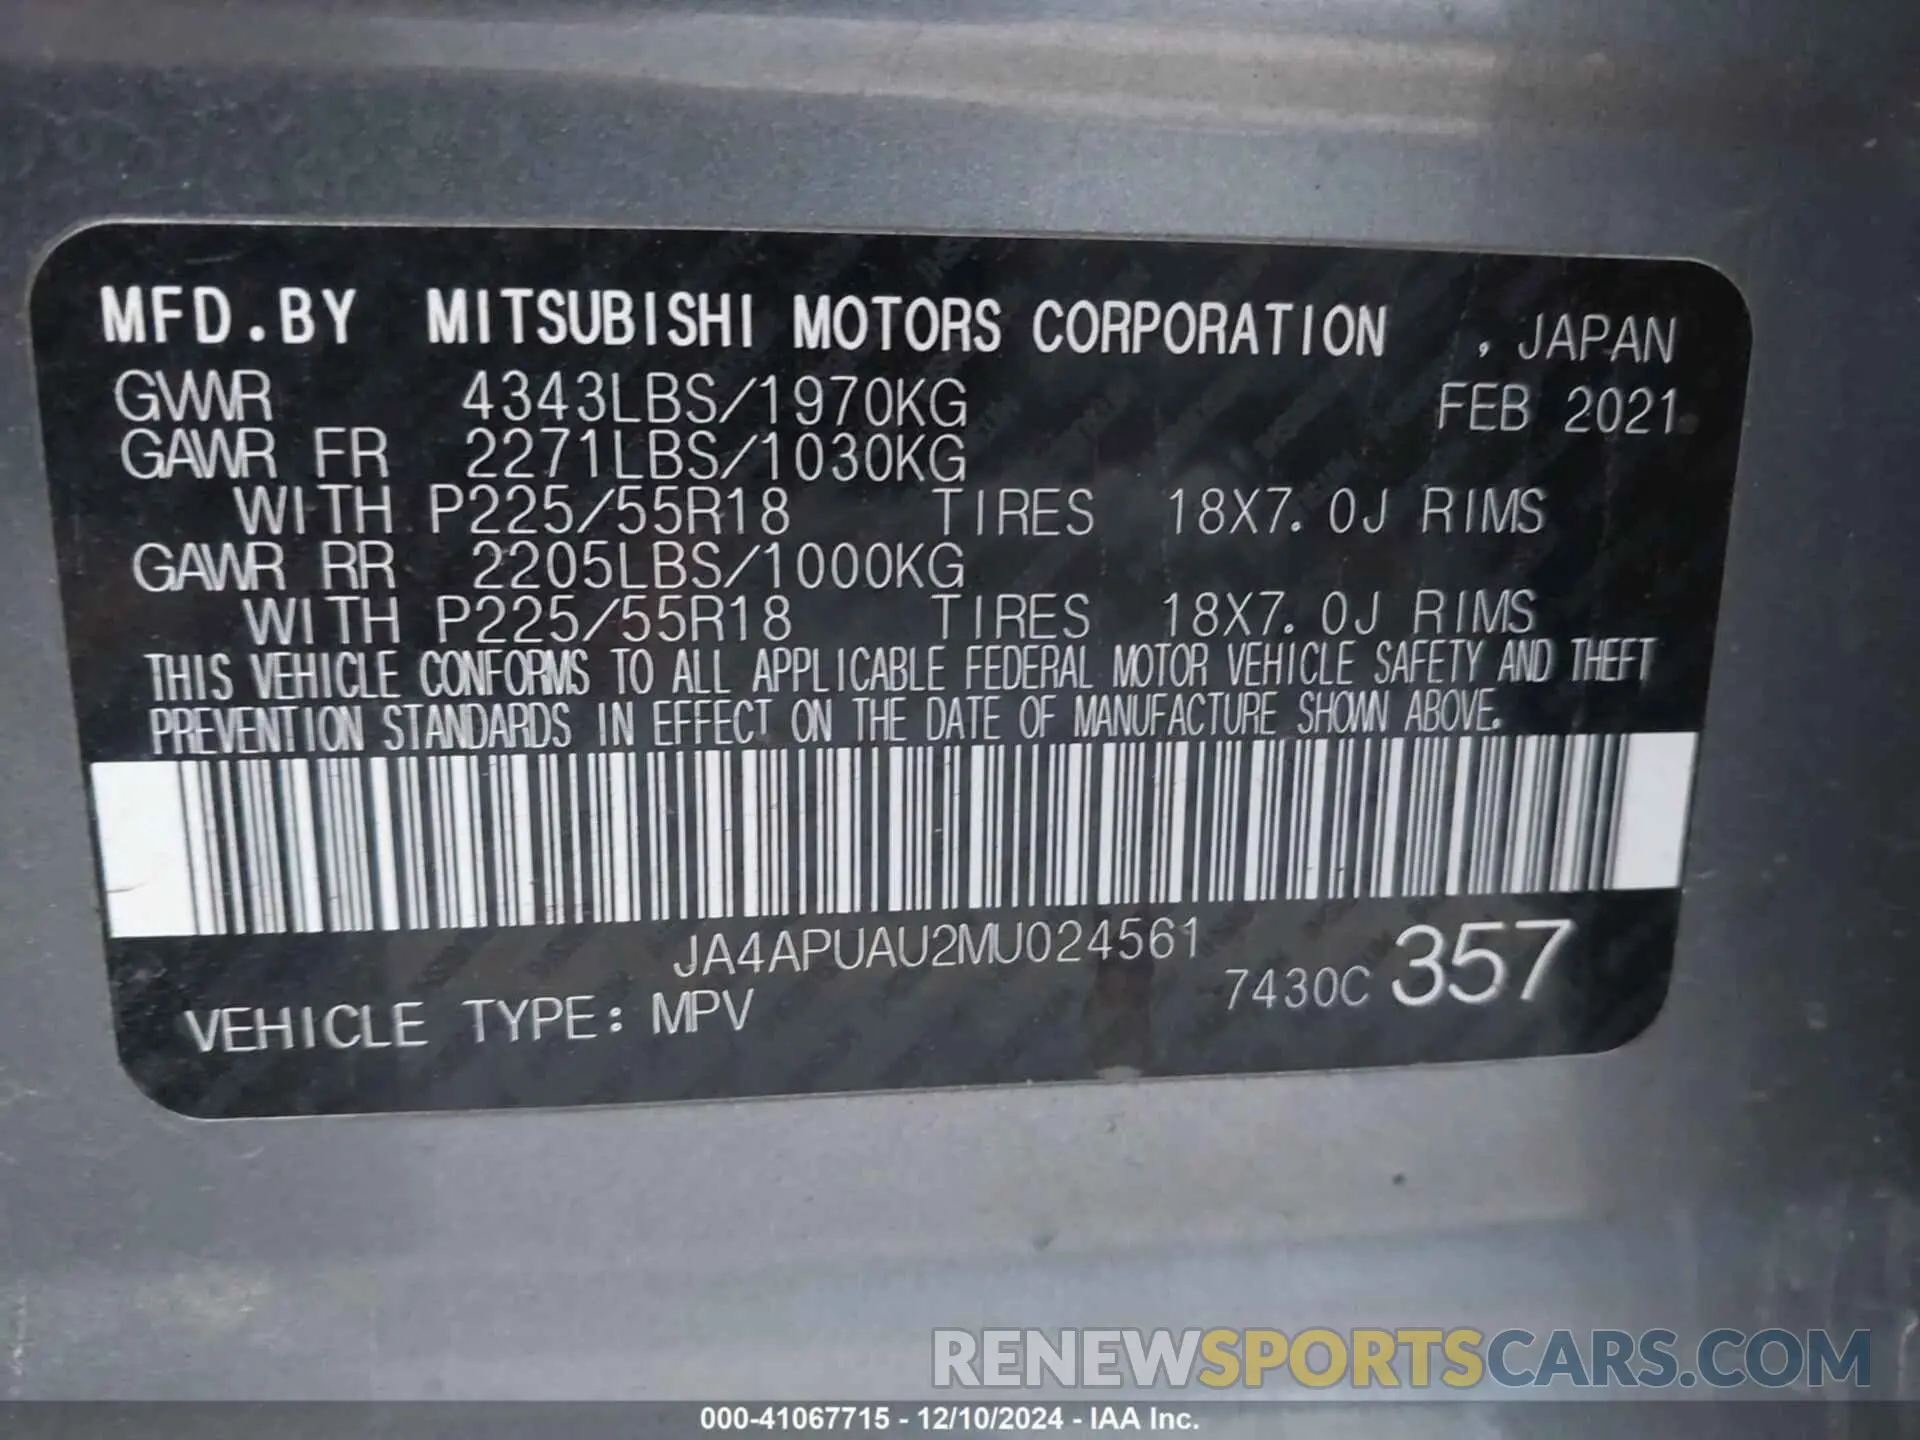 MFD.BY MITSUBISHI MOTORS CORPORATION , JAPAN
GVWR 4343LBS/1970KG FEB 2021
GAWR FR 2271LBS/1030KG
WITH P225/55R18 TIRES 18X7.0J RIMS
GAWR RR 2205LBS/1000KG
WITH P225/55R18 TIRES 18X7.0J RIMS
THIS VEHICLE CONFORMS TO ALL APPLICABLE FEDERAL MOTOR VEHICLE SAFETY AND THEFT
PREVENTION STANDARDS IN EFFECT ON THE DATE OF MANUFACTURE SHOWN ABOVE.
JA4APUAU2MU024561
7430C 357
VEHICLE TYPE: MPV
RENEWSPORTSCARS.COM
000-41067715 - 12/10/2024 - IAA Inc.